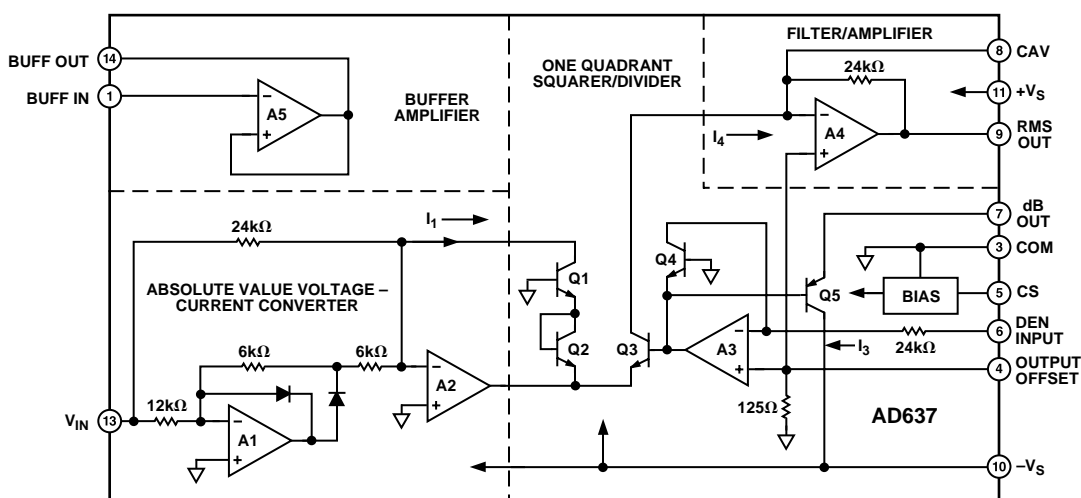 FILTER/AMPLIFIER
BUFF OUT 14
BUFF IN 1
A5
BUFFER
AMPLIFIER
ONE QUADRANT
SQUARER/DIVIDER
24kΩ
A4
I4
8 CAV
11 +VS
9 RMS
OUT
7 dB
OUT
3 COM
5 CS
6 DEN
INPUT
4 OUTPUT
OFFSET
10 –VS
24kΩ
I1
ABSOLUTE VALUE VOLTAGE –
CURRENT CONVERTER
6kΩ
6kΩ
VIN 13
12kΩ
A1
A2
Q1
Q2
Q3
Q4
A3
Q5
BIAS
I3
24kΩ
125Ω
AD637